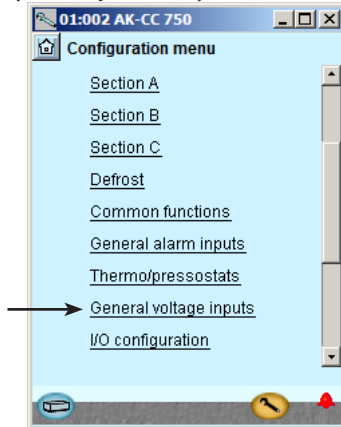 01:002 AK-CC 750
Configuration menu
Section A
Section B
Section C
Defrost
Common functions
General alarm inputs
Thermo/pressostats
General voltage inputs
I/O configuration